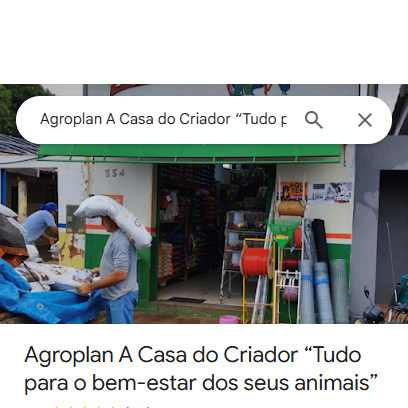 Agroplan A Casa do Criador “Tudo p
554
Agroplan A Casa do Criador “Tudo
para o bem-estar dos seus animais”